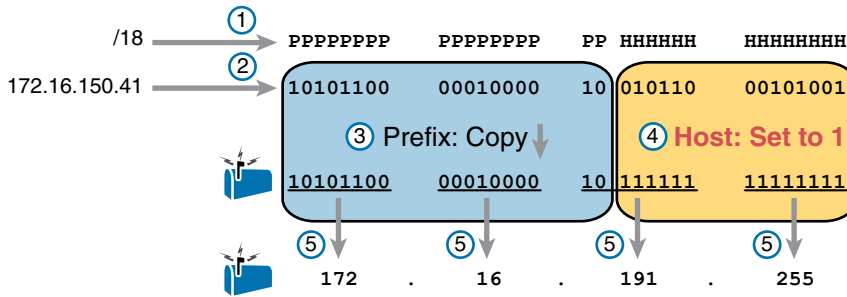 1
/18 PPPPPPPP PPPPPPPP PP HHHHHH HHHHHHHH
2
172.16.150.41 10101100 00010000 10 010110 00101001
3 Prefix: Copy 4 Host: Set to 1
10101100 00010000 10 111111 11111111
5 5 5 5
172 . 16 . 191 . 255